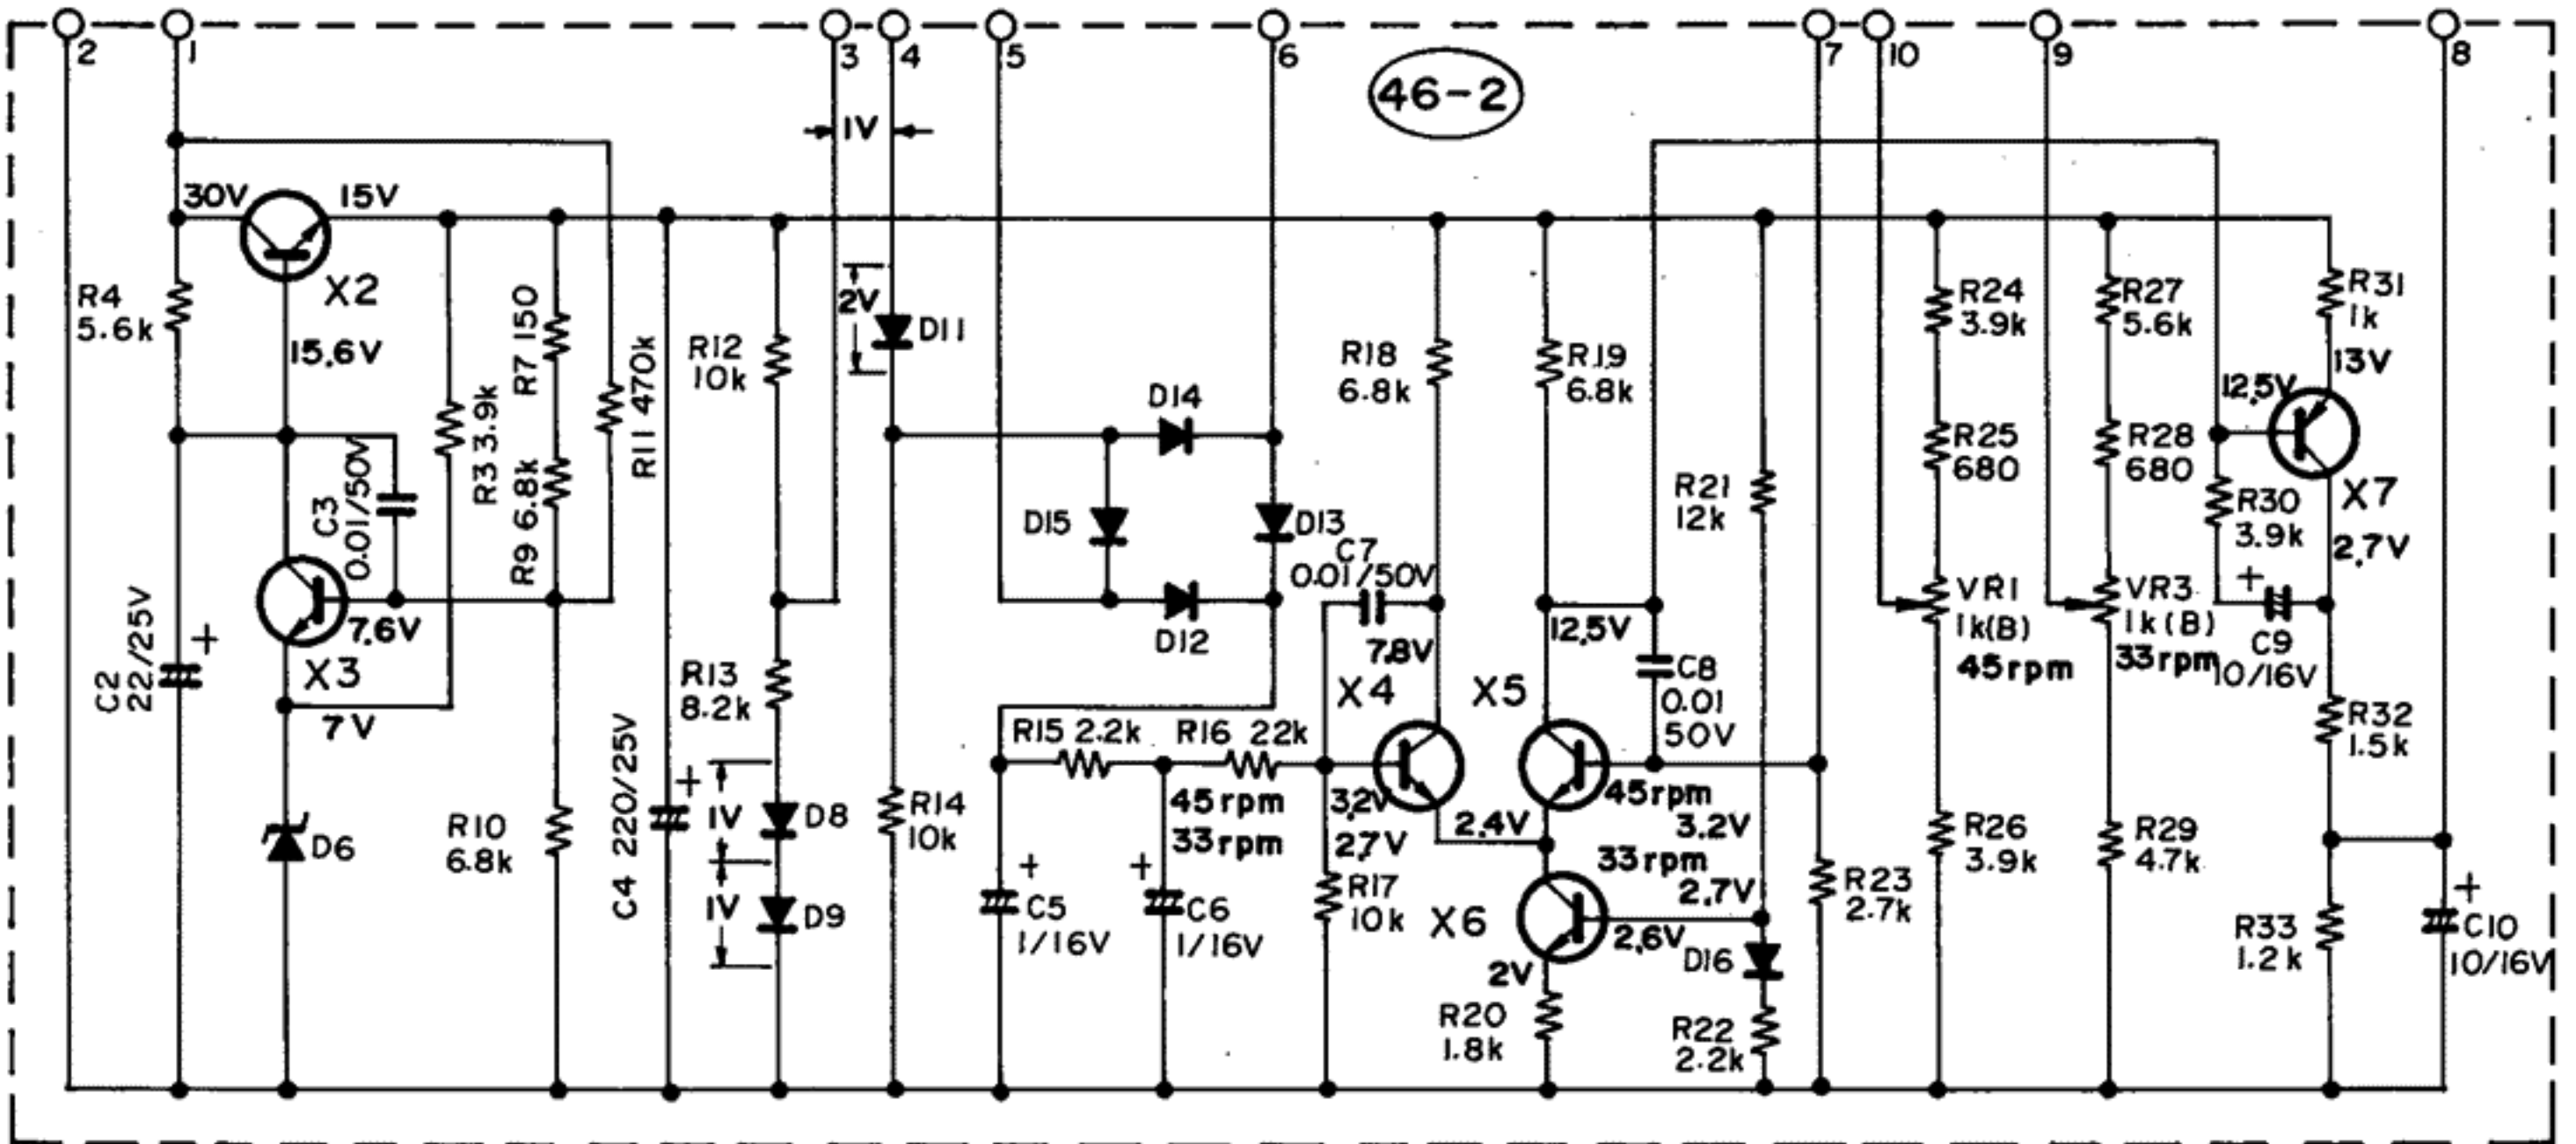 2
1
3
4
5
6
7
10
9
8
46-2
1V
30V
15V
X2
R4
5.6k
15.6V
R7 150
R3 3.9k
R9 6.8k
R11 470k
C3
0.01/50V
C2
22/25V
+
X3
7.6V
7V
D6
R10
6.8k
C4 220/25V
+
R12
10k
R13
8.2k
1V
D8
1V
D9
2V
D11
R14
10k
D14
D15
D13
D12
R15 2.2k
R16 22k
45rpm
33rpm
3.2V
2.7V
+
C5
1/16V
+
C6
1/16V
R17
10k
C7
0.01/50V
7.8V
R18
6.8k
X4
X5
R19
6.8k
12.5V
C8
0.01
50V
2.4V
45rpm
3.2V
33rpm
2.7V
X6
2.6V
2V
R20
1.8k
R21
12k
D16
R22
2.2k
R23
2.7k
R24
3.9k
R25
680
VR1
1k(B)
45rpm
R26
3.9k
R27
5.6k
R28
680
VR3
1k(B)
33rpm
R29
4.7k
R31
1k
13V
12.5V
X7
R30
3.9k
2.7V
+
C9
10/16V
R32
1.5k
R33
1.2k
+
C10
10/16V